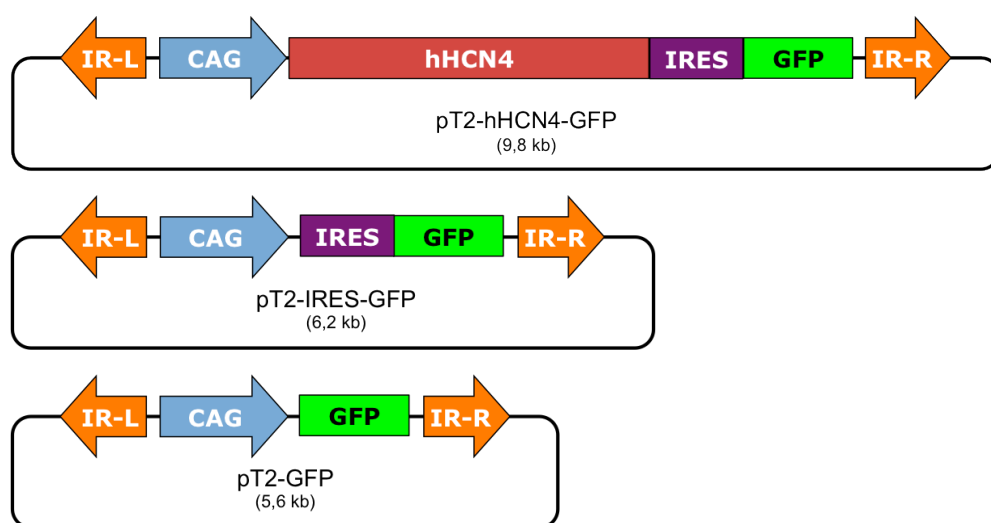 IR-L CAG hHCN4 IRES GFP IR-R
pT2-hHCN4-GFP
(9,8 kb)
IR-L CAG IRES GFP IR-R
pT2-IRES-GFP
(6,2 kb)
IR-L CAG GFP IR-R
pT2-GFP
(5,6 kb)